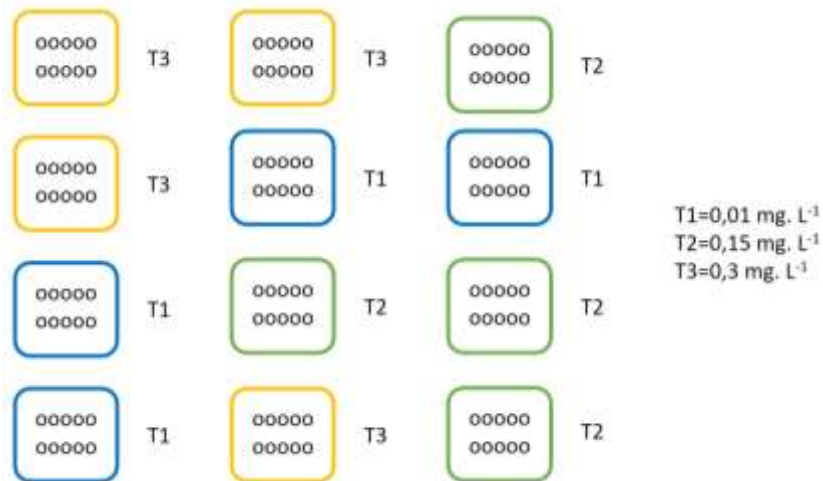 ooooo ooooo ooooo
ooooo T3 ooooo T3 ooooo T2
ooooo ooooo ooooo
ooooo T3 ooooo T1 ooooo T1
ooooo ooooo ooooo
ooooo T1 ooooo T2 ooooo T2
ooooo ooooo ooooo
ooooo T1 ooooo T3 ooooo T2
T1=0,01 mg. L⁻¹
T2=0,15 mg. L⁻¹
T3=0,3 mg. L⁻¹